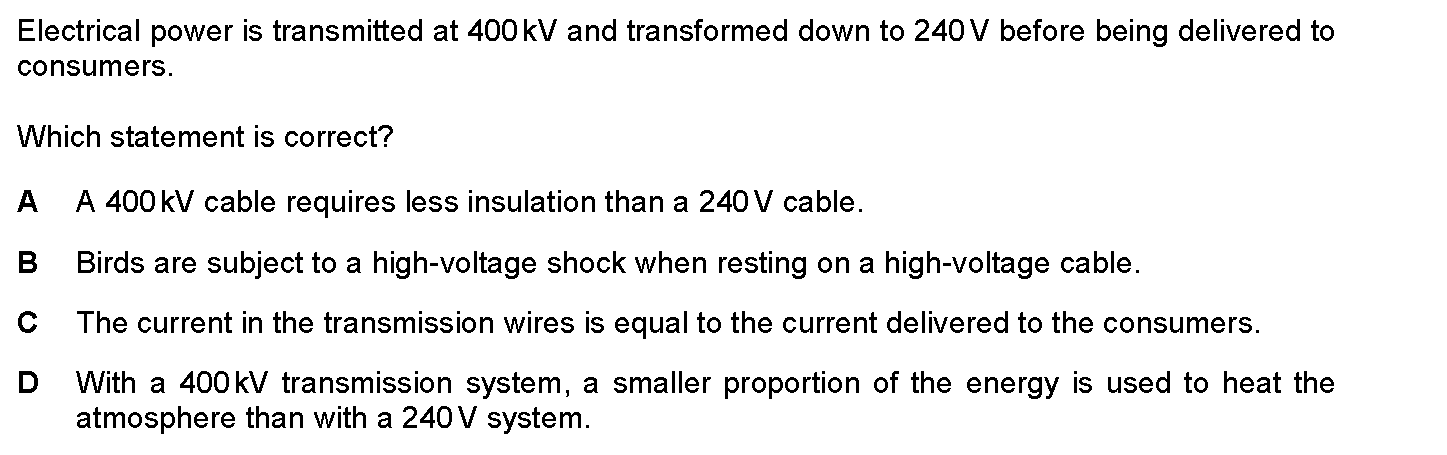 Electrical power is transmitted at 400 kV and transformed down to 240 V before being delivered to
consumers.
Which statement is correct?
A A 400 kV cable requires less insulation than a 240 V cable.
B Birds are subject to a high-voltage shock when resting on a high-voltage cable.
C The current in the transmission wires is equal to the current delivered to the consumers.
D With a 400 kV transmission system, a smaller proportion of the energy is used to heat the
atmosphere than with a 240 V system.